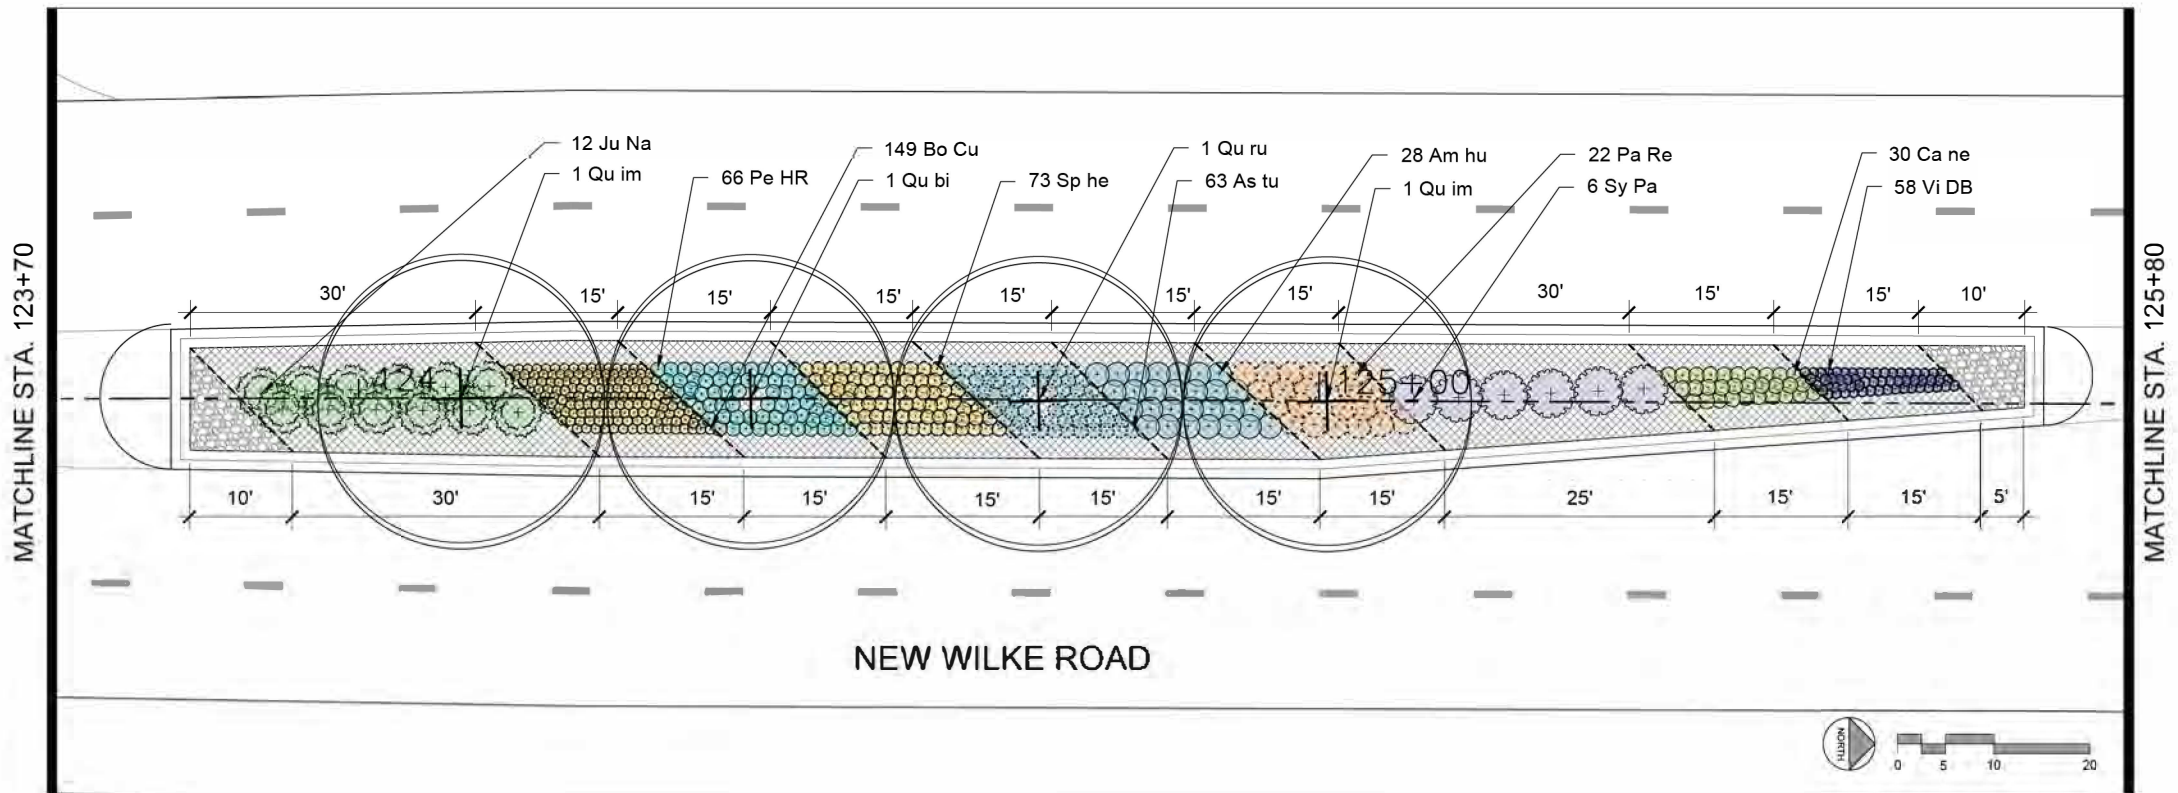 12 Ju Na
1 Qu im
66 Pe HR
149 Bo Cu
1 Qu bi
73 Sp he
1 Qu ru
63 As tu
28 Am hu
1 Qu im
22 Pa Re
6 Sy Pa
30 Ca ne
58 Vi DB
MATCHLINE STA. 123+70
MATCHLINE STA. 125+80
30' 15' 15' 15' 15' 15' 15' 30' 15' 15' 10'
125+00
10' 30' 15' 15' 15' 15' 15' 15' 25' 15' 15' 5'
NEW WILKE ROAD
NORTH
0 5 10 20